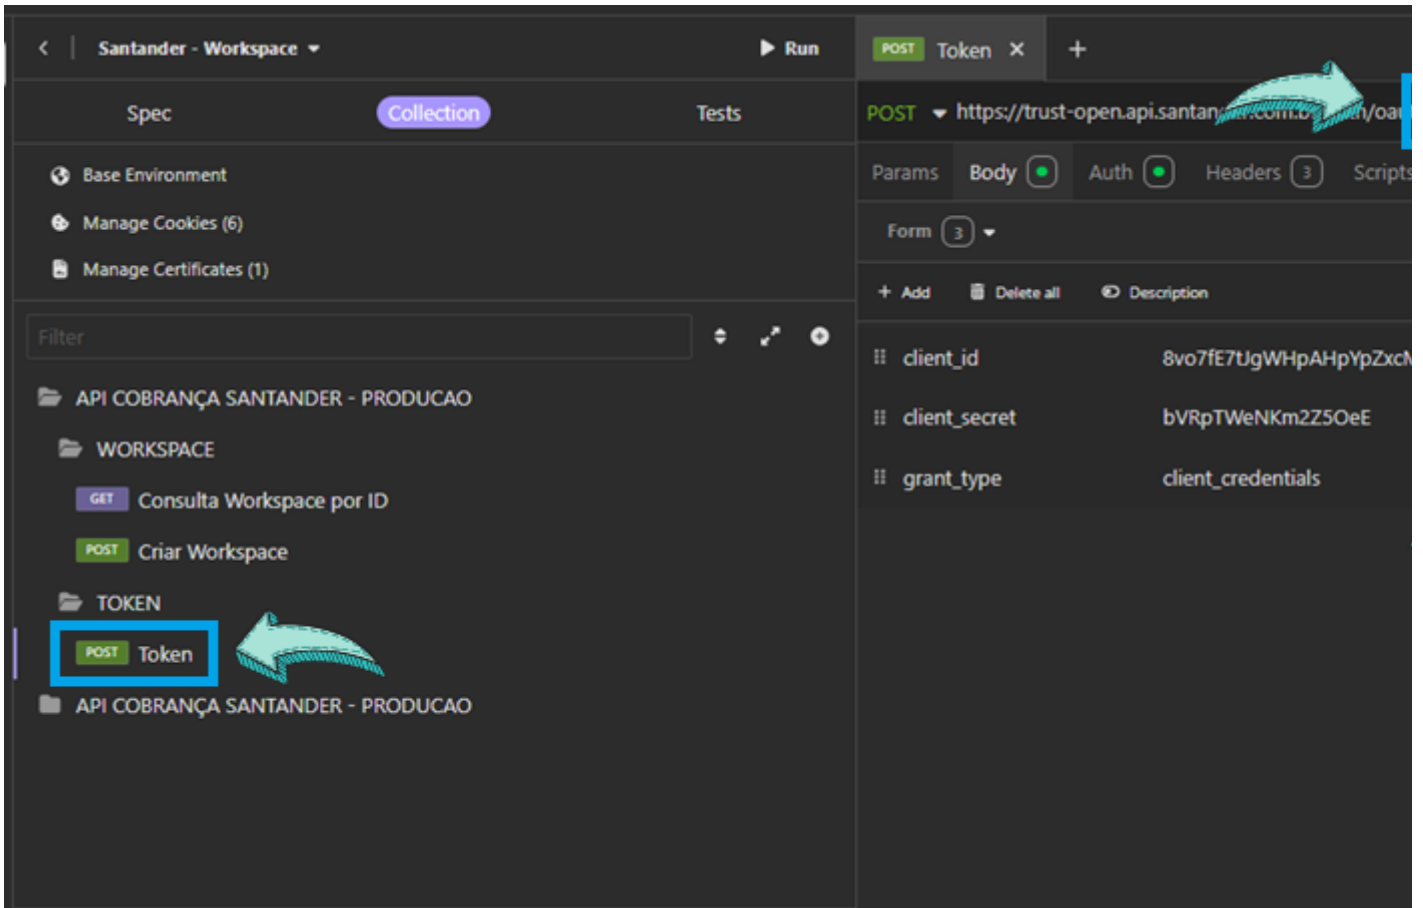 Santander - Workspace
Run
Spec
Collection
Tests
Base Environment
Manage Cookies (6)
Manage Certificates (1)
Filter
API COBRANÇA SANTANDER - PRODUCAO
WORKSPACE
GET Consulta Workspace por ID
POST Criar Workspace
TOKEN
POST Token
API COBRANÇA SANTANDER - PRODUCAO
POST Token
POST https://trust-open.api.santander.com.b
Params Body Auth Headers 3 Scripts
Form 3
Add Delete all Description
client_id
client_secret bVRpTWeNKm2Z5OeE
grant_type client_credentials